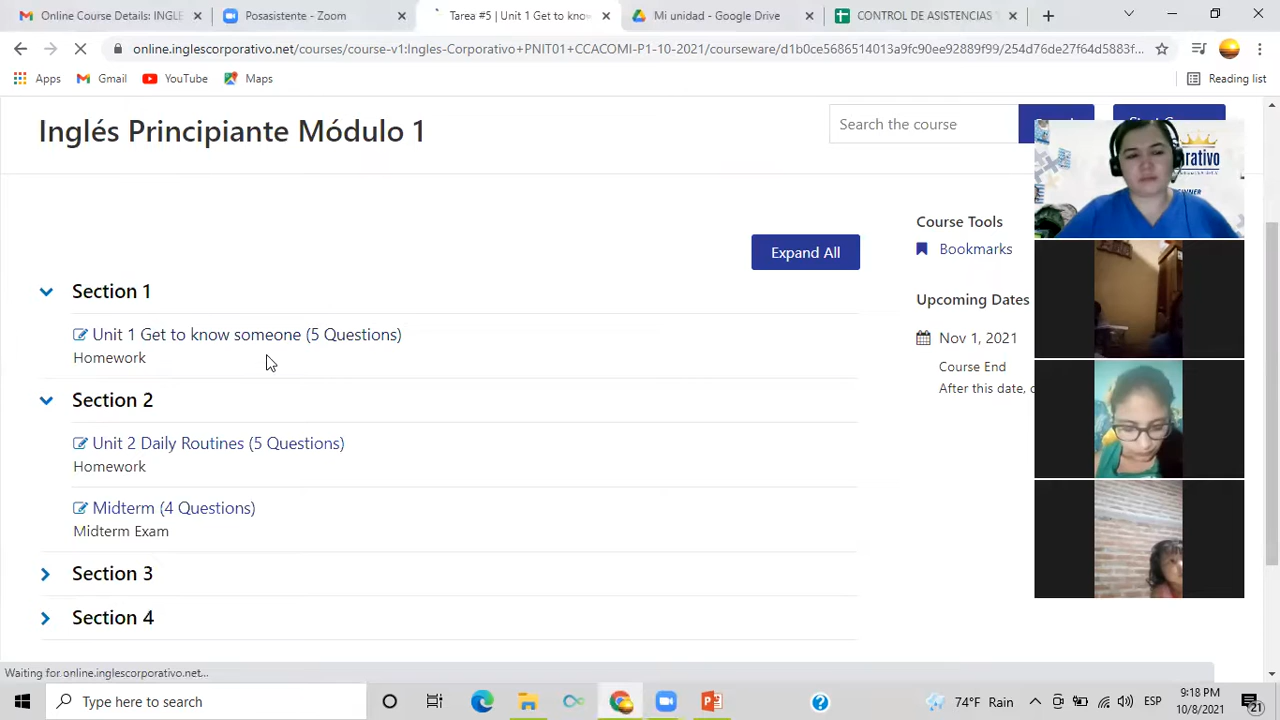 Online Course Details INGLE
Posasistente - Zoom
Tarea #5 | Unit 1 Get to know
Mi unidad - Google Drive
CONTROL DE ASISTENCIAS
online.inglescorporativo.net/courses/course-v1:Ingles-Corporativo+PNIT01+CCACOMI-P1-10-2021/courseware/d1b0ce5686514013a9fc90ee92889f99/254d76de27f64d5883f...
Apps
Gmail
YouTube
Maps
Reading list
Inglés Principiante Módulo 1
Search the course
Expand All
Course Tools
Bookmarks
Section 1
Upcoming Dates
Unit 1 Get to know someone (5 Questions)
Nov 1, 2021
Homework
Course End
After this date, c
Section 2
Unit 2 Daily Routines (5 Questions)
Homework
Midterm (4 Questions)
Midterm Exam
Section 3
Section 4
Waiting for online.inglescorporativo.net...
Type here to search
74°F Rain
ESP
9:18 PM
10/8/2021
21